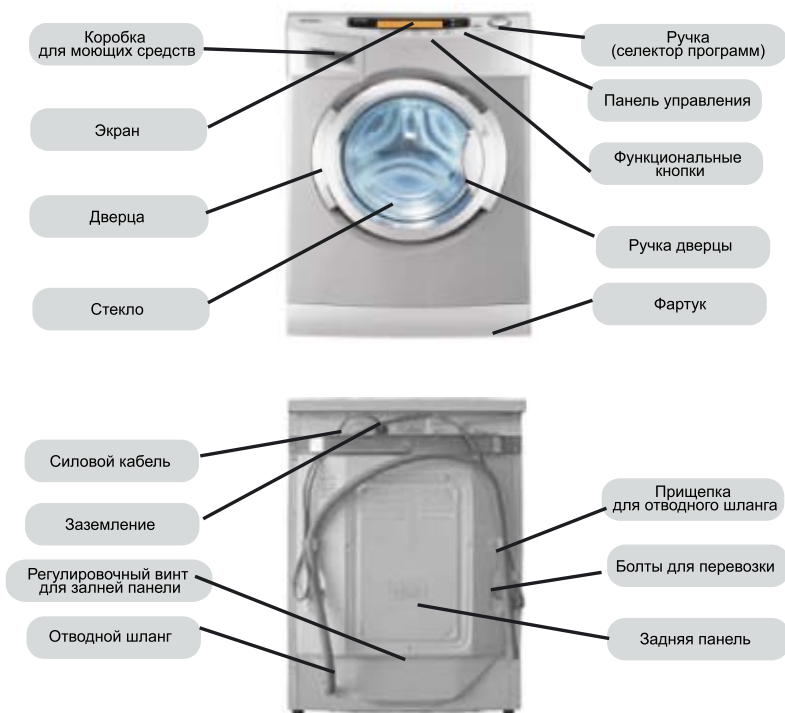 Коробка
для моющих средств
Экран
Дверца
Стекло
Ручка
(селектор программ)
Панель управления
Функциональные
кнопки
Ручка дверцы
Фартук
Силовой кабель
Заземление
Регулировочный винт
для залней панели
Отводной шланг
Прищепка
для отводного шланга
Болты для перевозки
Задняя панель